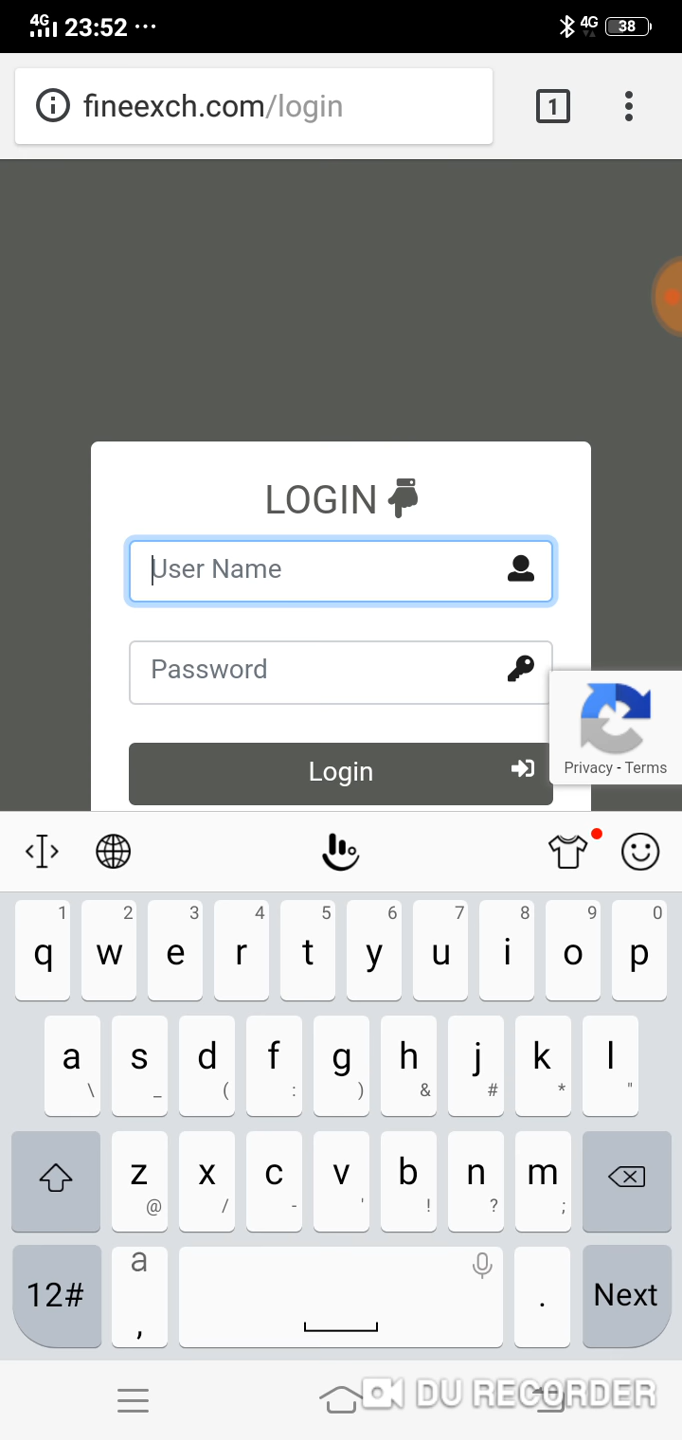 4G 23:52 ... 4G 38
fineexch.com/login 1
LOGIN
User Name
Password
Login
Privacy - Terms
1 2 3 4 5 6 7 8 9 0
q w e r t y u i o p
a s d f g h j k l
\ _ ( : ) & # * "
z x c v b n m
@ / - ' ! ? ;
12# a , . Next
DU RECORDER